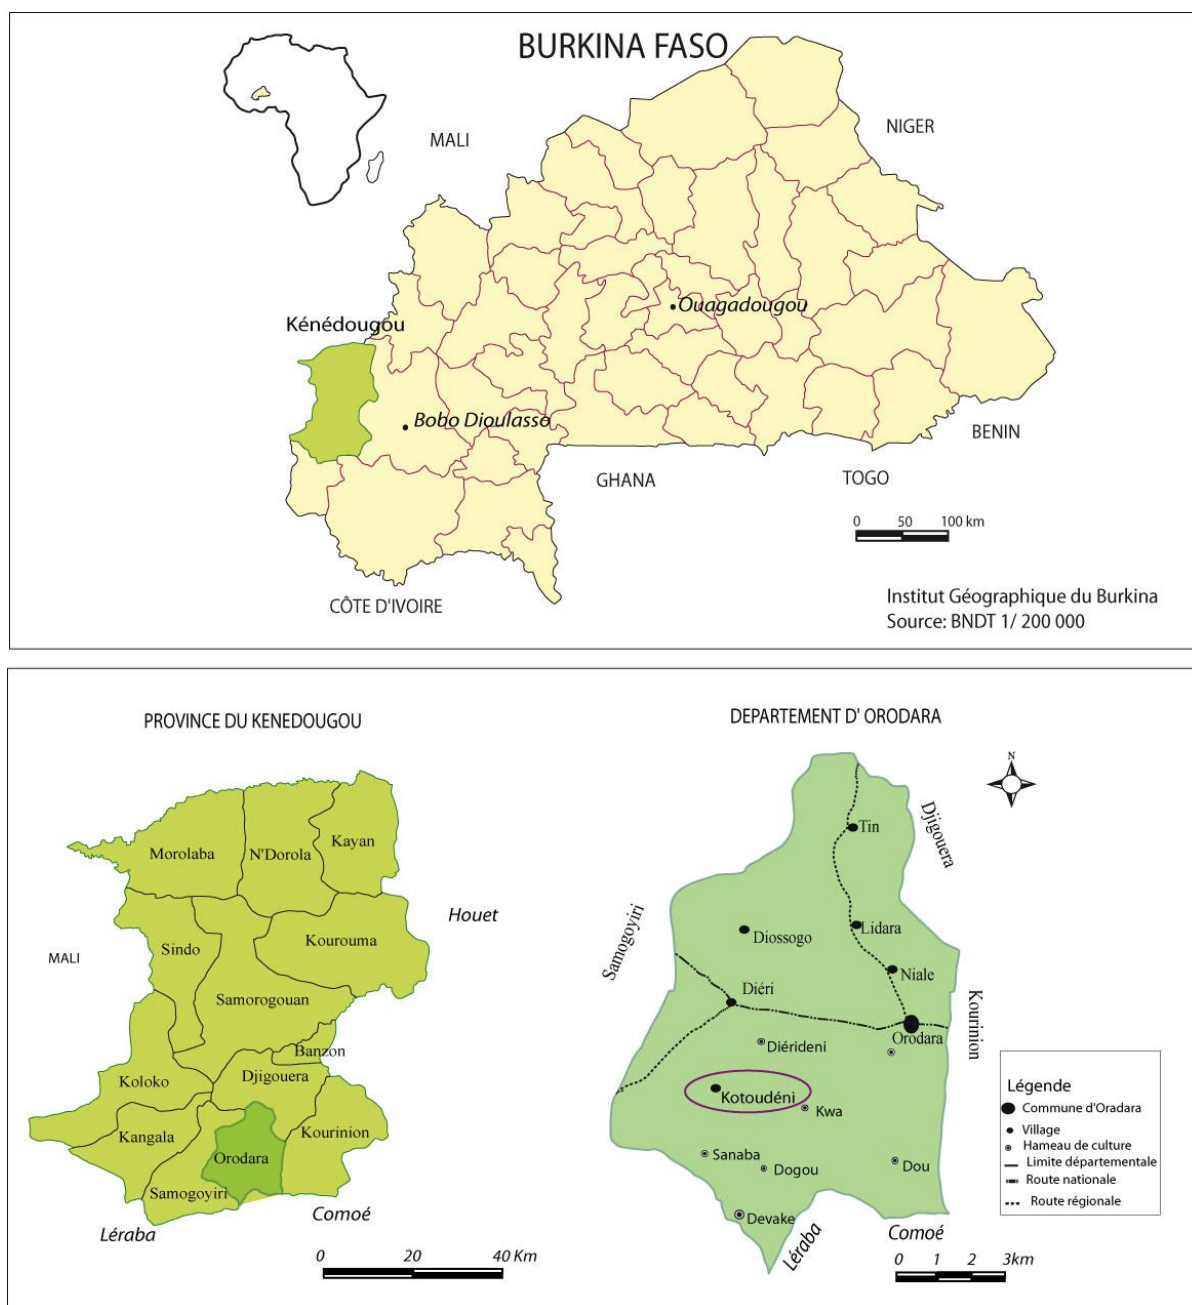 BURKINA FASO
MALI
NIGER
Ouagadougou
Kénédougou
Bobo Dioulasso
BENIN
GHANA
TOGO
0 50 100 km
CÔTE D'IVOIRE
Institut Géographique du Burkina
Source: BNDT 1/ 200 000
PROVINCE DU KENEDOUGOU
Morolaba
N'Dorola
Kayan
Houet
MALI
Sindo
Kourouma
Samorogouan
Banzon
Koloko
Djigouera
Kangala
Kourinion
Orodara
Samogoyiri
Léraba
Comoé
0 20 40 Km
DEPARTEMENT D' ORODARA
N
Tin
Djigouera
Samogoyiri
Diossogo
Lidara
Niale
Diéri
Kourinion
Orodara
Diérideni
Kotoudéni
Kwa
Sanaba
Dogou
Dou
Devake
Léraba
Comoé
0 1 2 3km
Légende
Commune d'Oradara
Village
Hameau de culture
Limite départementale
Route nationale
Route régionale